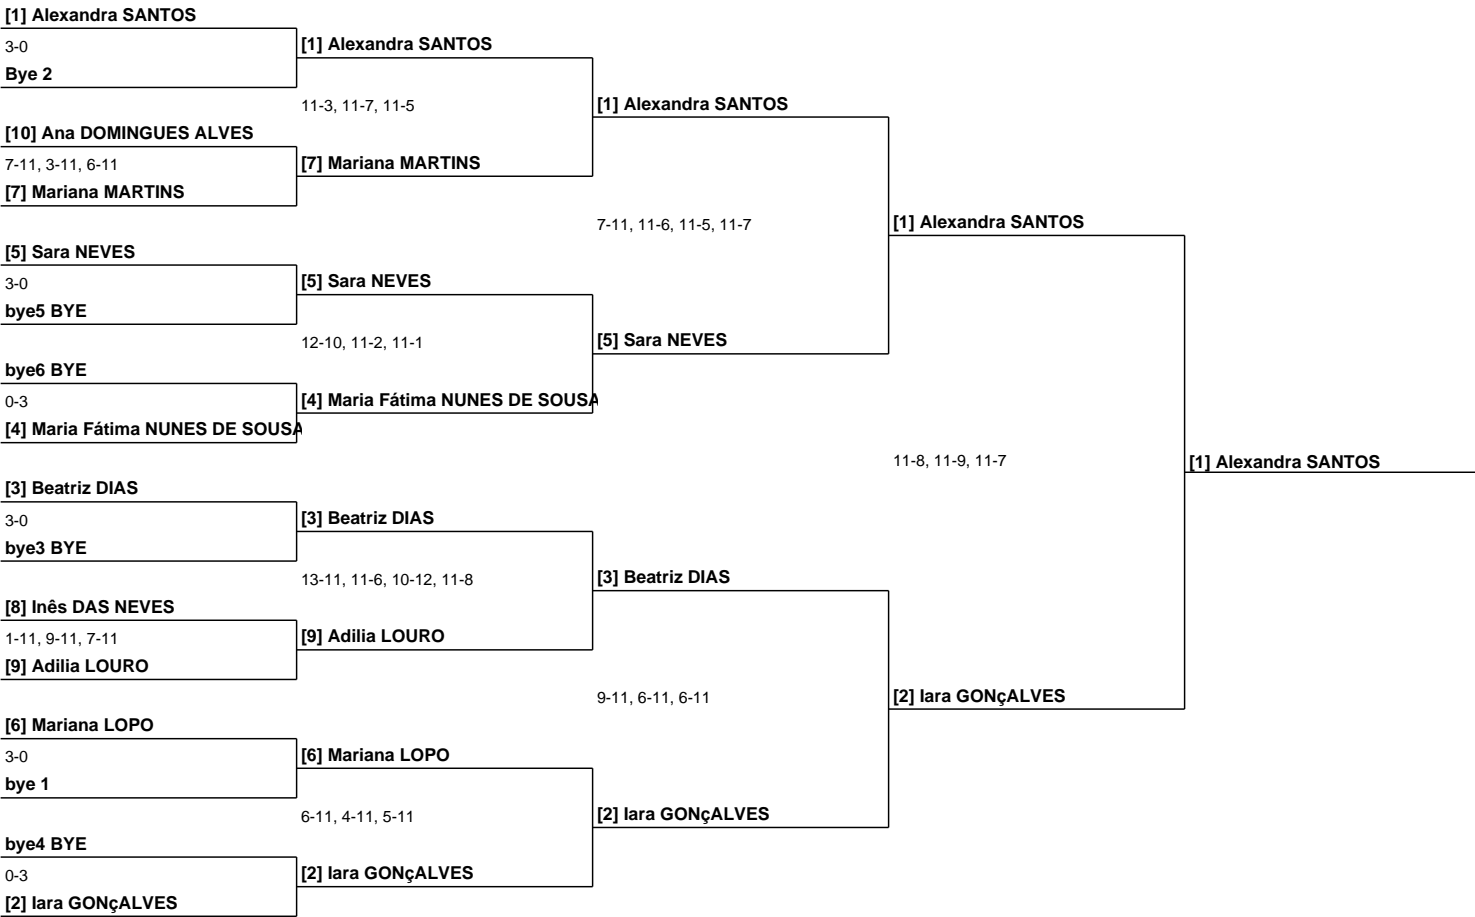 [1] Alexandra SANTOS
3-0
Bye 2
[10] Ana DOMINGUES ALVES
7-11, 3-11, 6-11
[7] Mariana MARTINS
[5] Sara NEVES
3-0
bye5 BYE
bye6 BYE
0-3
[4] Maria Fátima NUNES DE SOUSA
[3] Beatriz DIAS
3-0
bye3 BYE
[8] Inês DAS NEVES
1-11, 9-11, 7-11
[9] Adilia LOURO
[6] Mariana LOPO
3-0
bye 1
bye4 BYE
0-3
[2] Iara GONçALVES
[1] Alexandra SANTOS
11-3, 11-7, 11-5
[7] Mariana MARTINS
[5] Sara NEVES
12-10, 11-2, 11-1
[4] Maria Fátima NUNES DE SOUSA
[3] Beatriz DIAS
13-11, 11-6, 10-12, 11-8
[9] Adilia LOURO
[6] Mariana LOPO
6-11, 4-11, 5-11
[2] Iara GONçALVES
[1] Alexandra SANTOS
7-11, 11-6, 11-5, 11-7
[5] Sara NEVES
[3] Beatriz DIAS
9-11, 6-11, 6-11
[2] Iara GONçALVES
[1] Alexandra SANTOS
11-8, 11-9, 11-7
[2] Iara GONçALVES
[1] Alexandra SANTOS